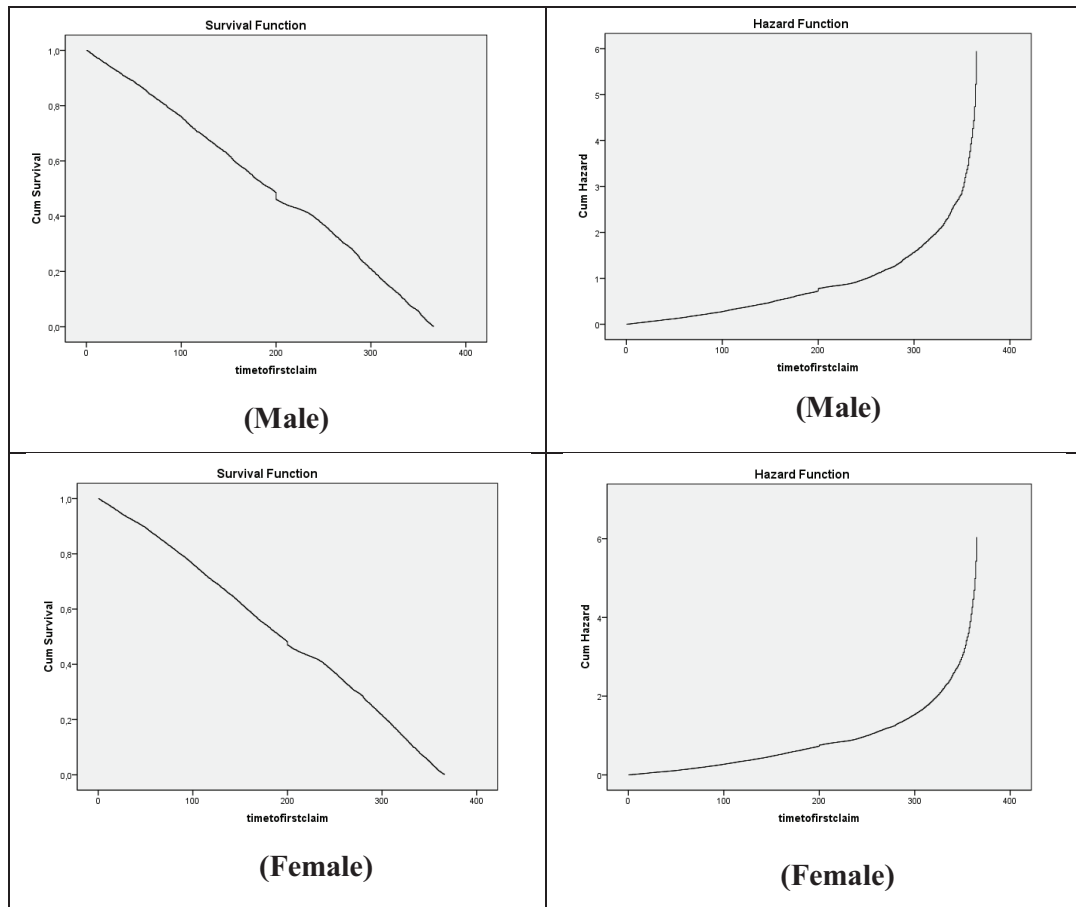 Survival Function
1,0
0,8
0,6
0,4
0,2
0,0
Cum Survival
0 100 200 300 400
timetofirstclaim
(Male)
Hazard Function
6
5
4
3
2
1
0
Cum Hazard
0 100 200 300 400
timetofirstclaim
(Male)
Survival Function
1,0
0,8
0,6
0,4
0,2
0,0
Cum Survival
0 100 200 300 400
timetofirstclaim
(Female)
Hazard Function
6
4
2
0
Cum Hazard
0 100 200 300 400
timetofirstclaim
(Female)